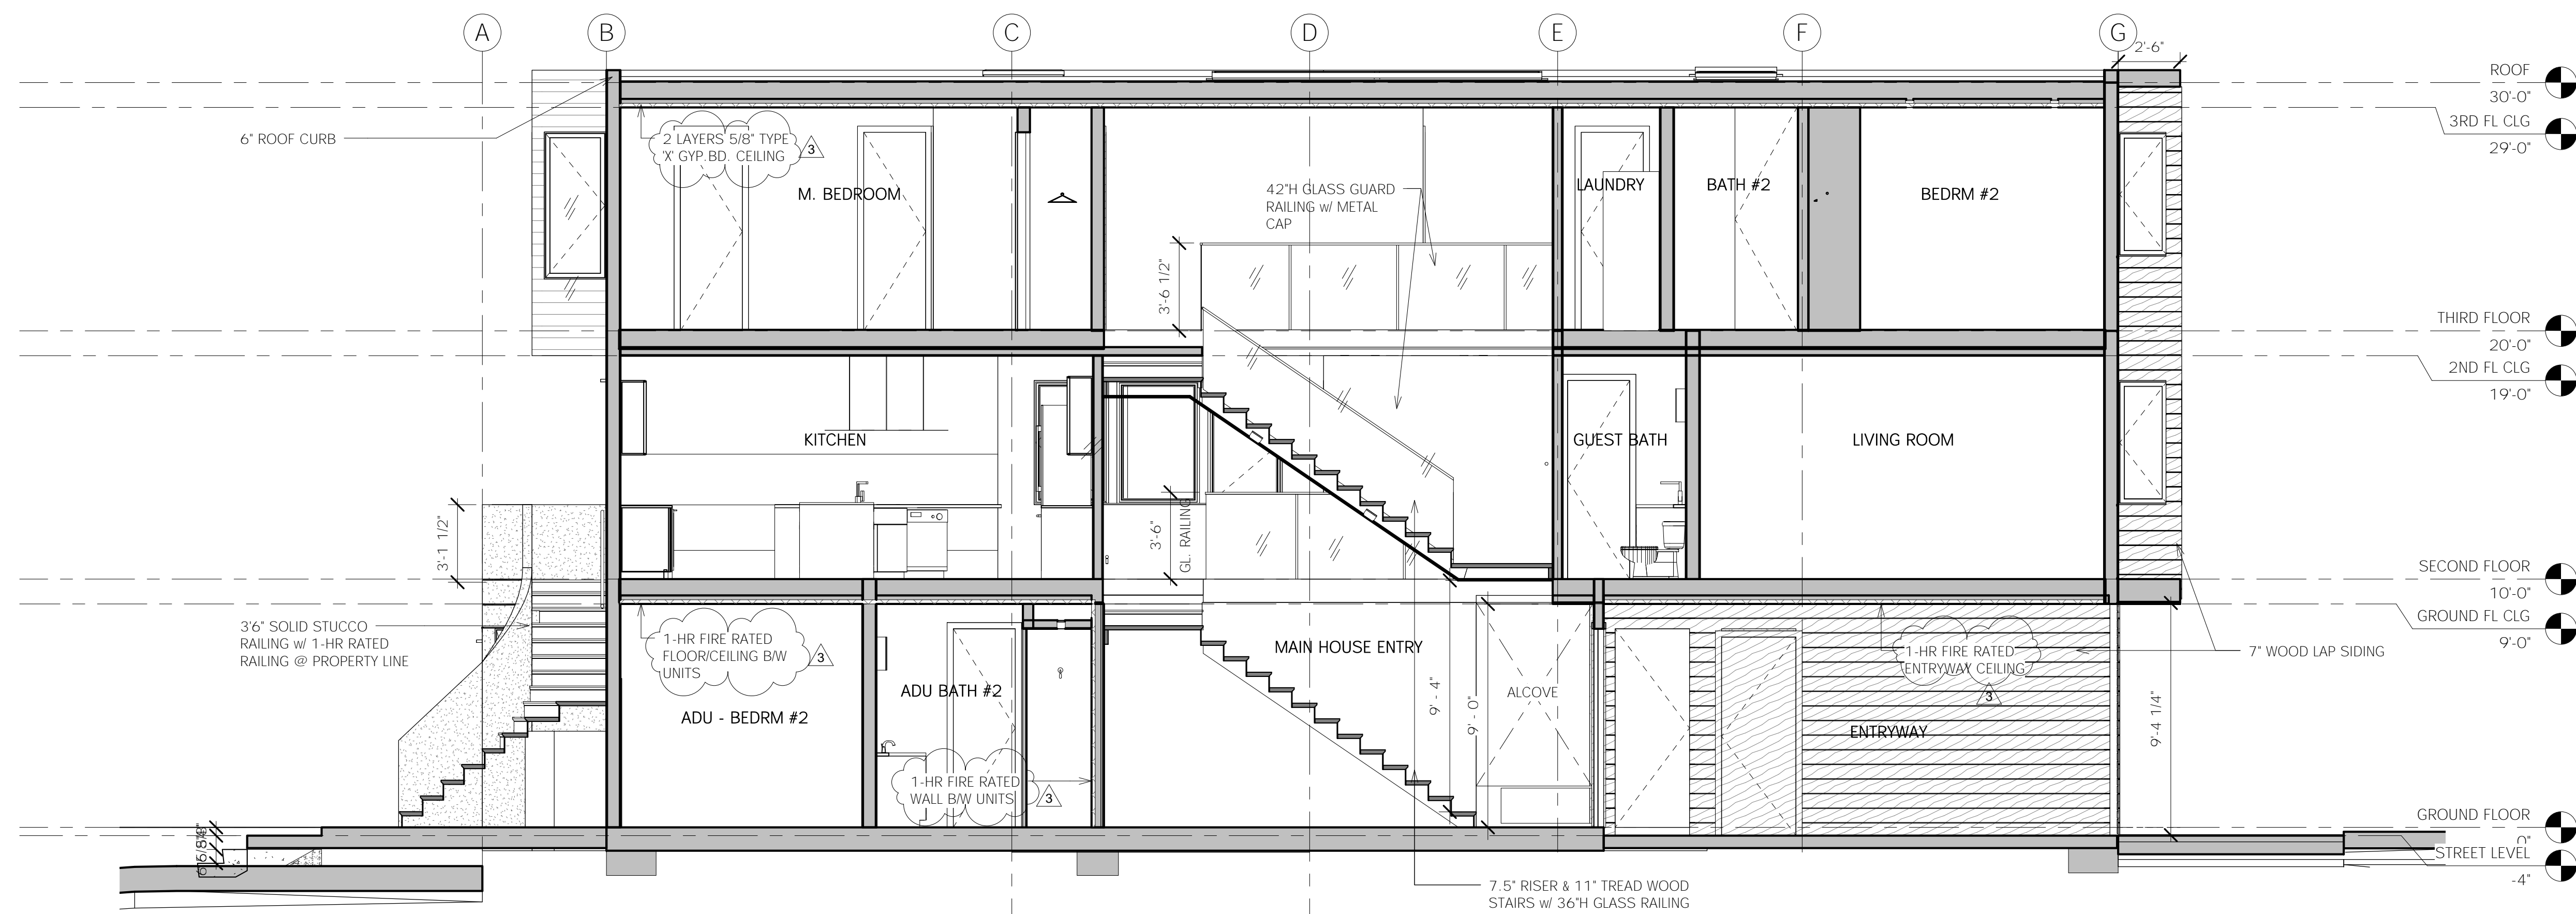 A
B
C
D
E
F
G
2'-6"
ROOF
30'-0"
3RD FL CLG
29'-0"
6" ROOF CURB
2 LAYERS 5/8" TYPE
'X' GYP.BD. CEILING
3
M. BEDROOM
42"H GLASS GUARD
RAILING w/ METAL
CAP
LAUNDRY
BATH #2
BEDRM #2
3'-6 1/2"
THIRD FLOOR
20'-0"
2ND FL CLG
19'-0"
KITCHEN
GUEST BATH
LIVING ROOM
3'-1 1/2"
3'-6"
GL. RAILING
SECOND FLOOR
10'-0"
GROUND FL CLG
9'-0"
3'6" SOLID STUCCO
RAILING w/ 1-HR RATED
RAILING @ PROPERTY LINE
1-HR FIRE RATED
FLOOR/CEILING B/W
UNITS
3
ADU - BEDRM #2
ADU BATH #2
1-HR FIRE RATED
WALL B/W UNITS
3
MAIN HOUSE ENTRY
9' - 4"
9' - 0"
ALCOVE
1-HR FIRE RATED
ENTRYWAY CEILING
3
ENTRYWAY
7" WOOD LAP SIDING
9'-4 1/4"
GROUND FLOOR
0"
STREET LEVEL
-4"
7.5" RISER & 11" TREAD WOOD
STAIRS w/ 36"H GLASS RAILING